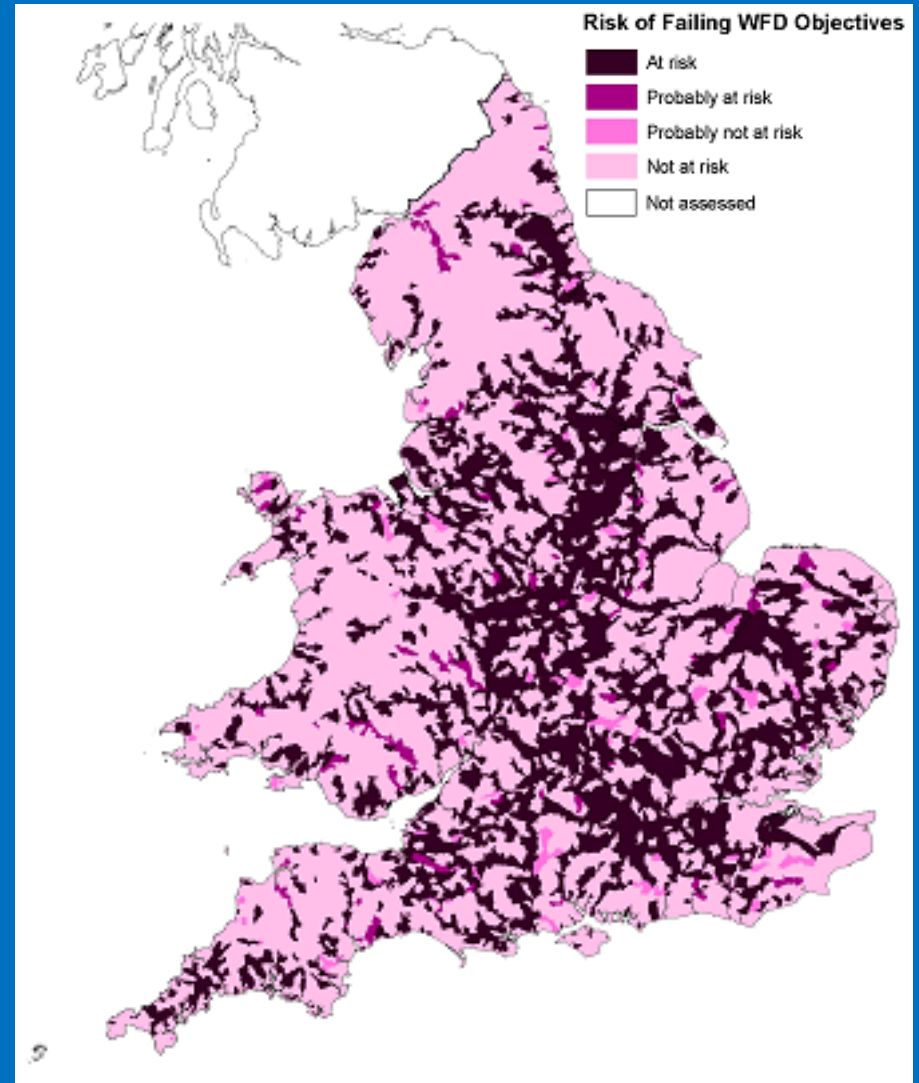 Risk of Failing WFD Objectives
At risk
Probably at risk
Probably not at risk
Not at risk
Not assessed